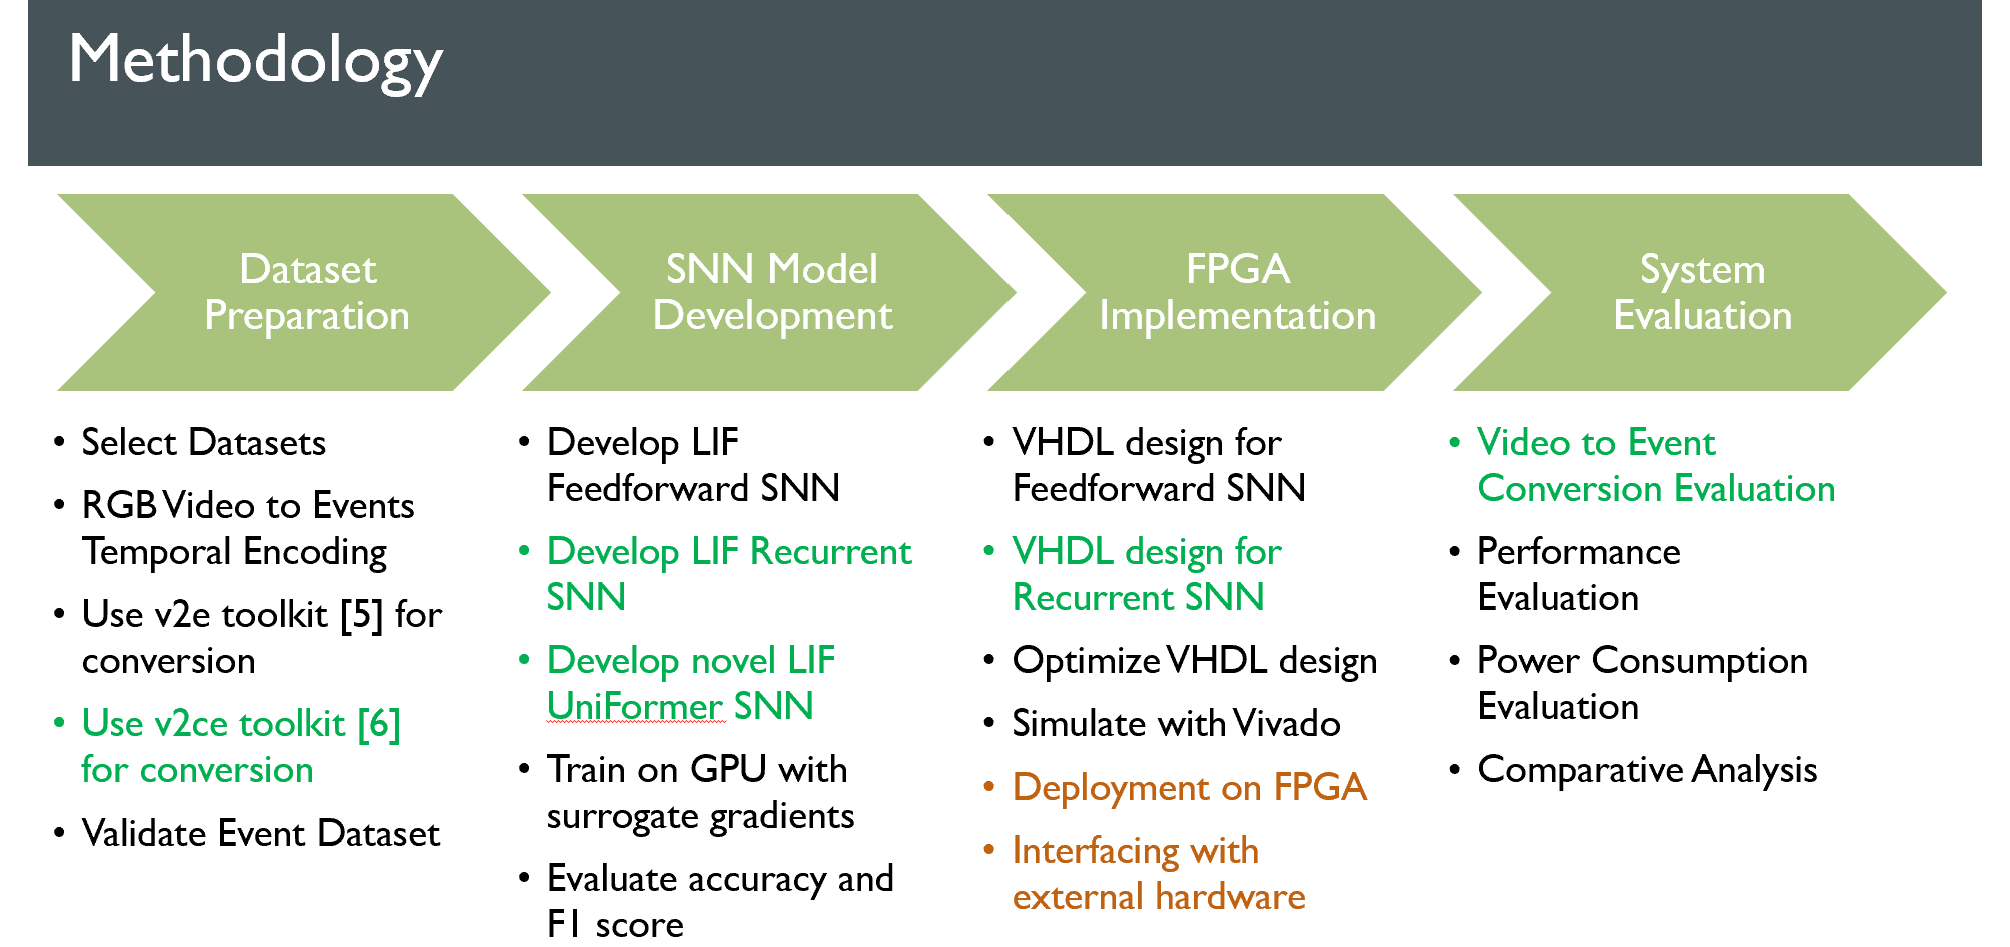 Methodology
Dataset
Preparation
SNN Model
Development
FPGA
Implementation
System
Evaluation
• Select Datasets
• RGB Video to Events
Temporal Encoding
• Use v2e toolkit [5] for
conversion
• Use v2ce toolkit [6]
for conversion
• Validate Event Dataset
• Develop LIF
Feedforward SNN
• Develop LIF Recurrent
SNN
• Develop novel LIF
UniFormer SNN
• Train on GPU with
surrogate gradients
• Evaluate accuracy and
F1 score
• VHDL design for
Feedforward SNN
• VHDL design for
Recurrent SNN
• Optimize VHDL design
• Simulate with Vivado
• Deployment on FPGA
• Interfacing with
external hardware
• Video to Event
Conversion Evaluation
• Performance
Evaluation
• Power Consumption
Evaluation
• Comparative Analysis